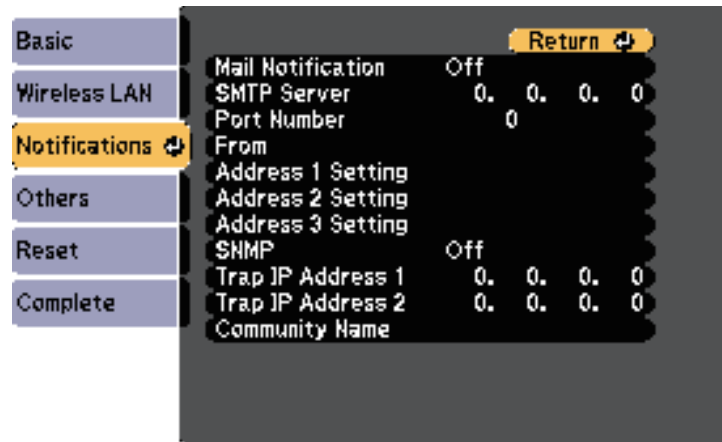 Basic
Wireless LAN
Notifications
Others
Reset
Complete
Return
Mail Notification Off
SMTP Server 0. 0. 0. 0
Port Number 0
From
Address 1 Setting
Address 2 Setting
Address 3 Setting
SNMP Off
Trap IP Address 1 0. 0. 0. 0
Trap IP Address 2 0. 0. 0. 0
Community Name